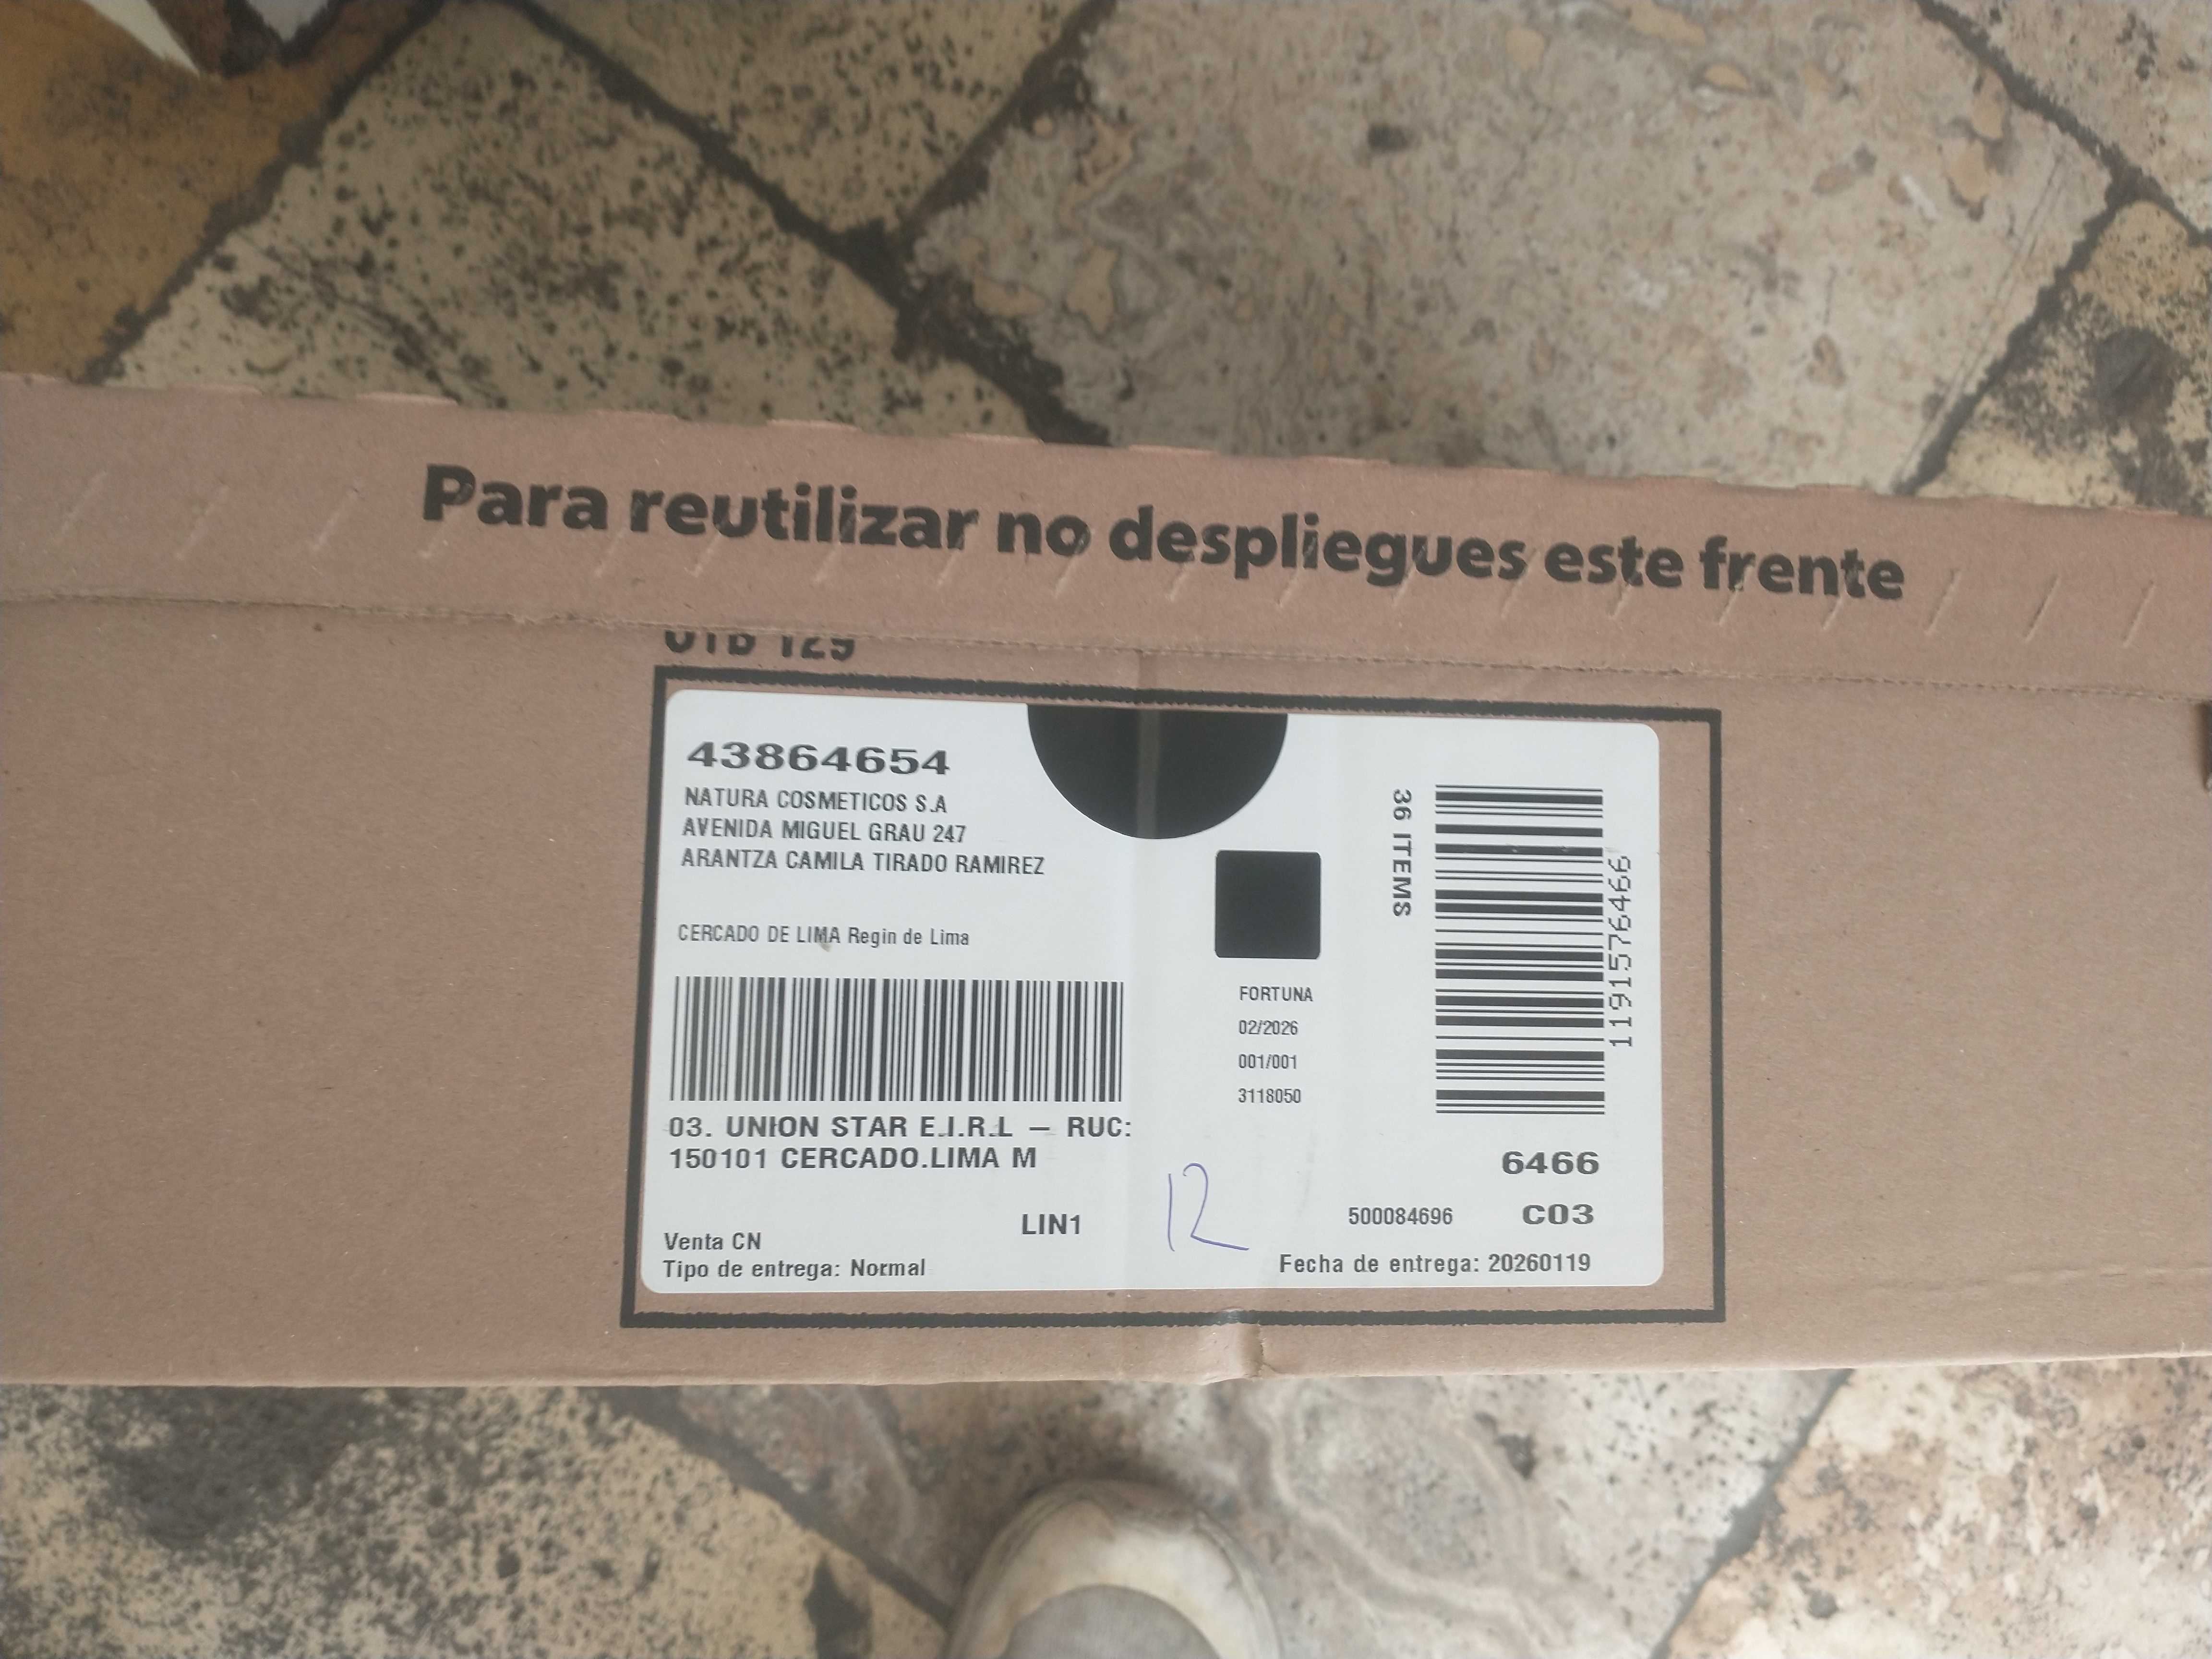 Para reutilizar no despliegues este frente
43864654
NATURA COSMETICOS S.A
AVENIDA MIGUEL GRAU 247
ARANTZA CAMILA TIRADO RAMIREZ
CERCADO DE LIMA Regin de Lima
36 ITEMS
1191576466
FORTUNA
02/2026
001/001
3118050
03. UNION STAR E.I.R.L – RUC:
150101 CERCADO.LIMA M
6466
LIN1
12
500084696 C03
Venta CN
Tipo de entrega: Normal
Fecha de entrega: 20260119